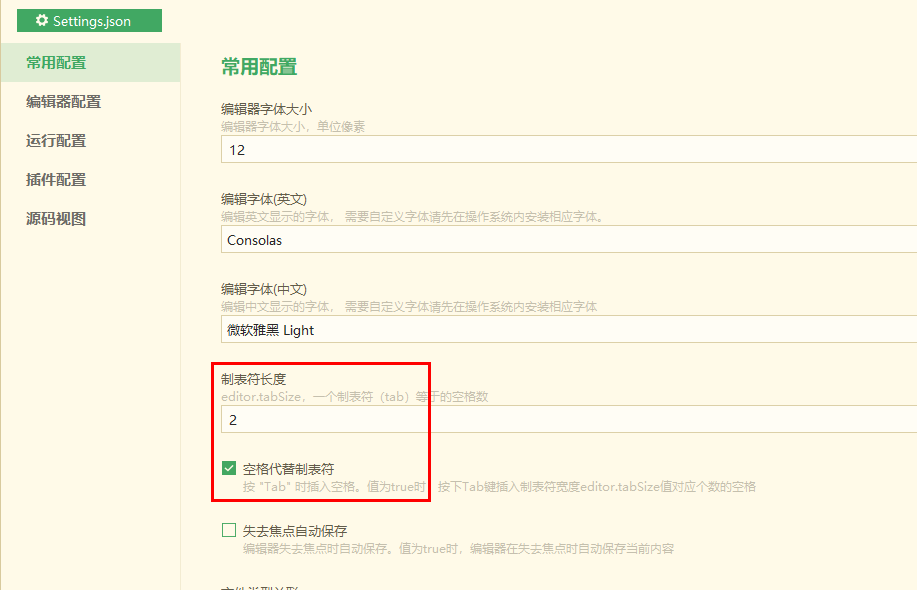 Settings.json
常用配置
编辑器配置
运行配置
插件配置
源码视图
常用配置
编辑器字体大小
编辑器字体大小，单位像素
12
编辑字体(英文)
编辑英文显示的字体， 需要自定义字体请先在操作系统内安装相应字体。
Consolas
编辑字体(中文)
编辑中文显示的字体， 需要自定义字体请先在操作系统内安装相应字体
微软雅黑 Light
制表符长度
editor.tabSize，一个制表符（tab）等于的空格数
2
空格代替制表符
按 "Tab" 时插入空格。值为true时，按下Tab键插入制表符宽度editor.tabSize值对应个数的空格
失去焦点自动保存
编辑器失去焦点时自动保存。值为true时，编辑器在失去焦点时自动保存当前内容